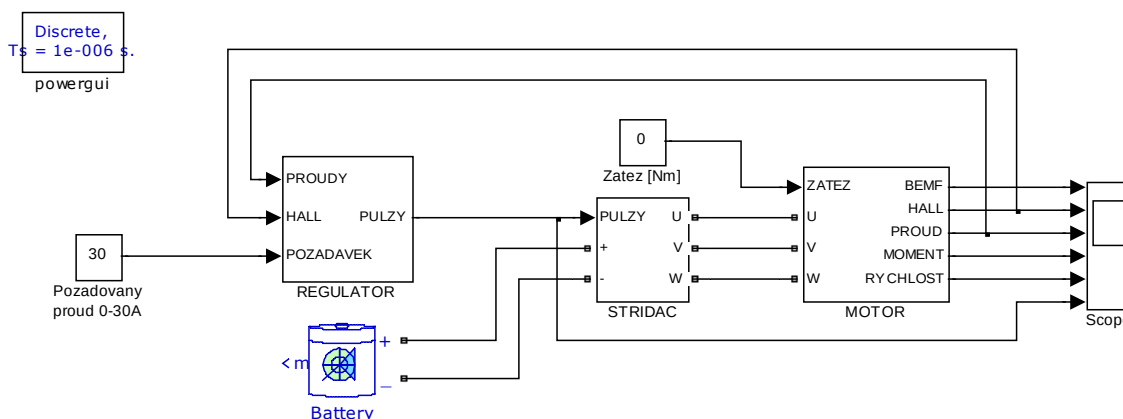 Discrete,
Ts = 1e-006 s.
powergui
0
Zatez [Nm]
PROUDY
HALL
POZADAVEK
PULZY
REGULATOR
30
Pozadovany
proud 0-30A
PULZY
+
-
U
V
W
STRIDAC
ZATEZ
U
V
W
BEMF
HALL
PROUD
MOMENT
RYCHLOST
MOTOR
Scop
< m
+
_
Battery